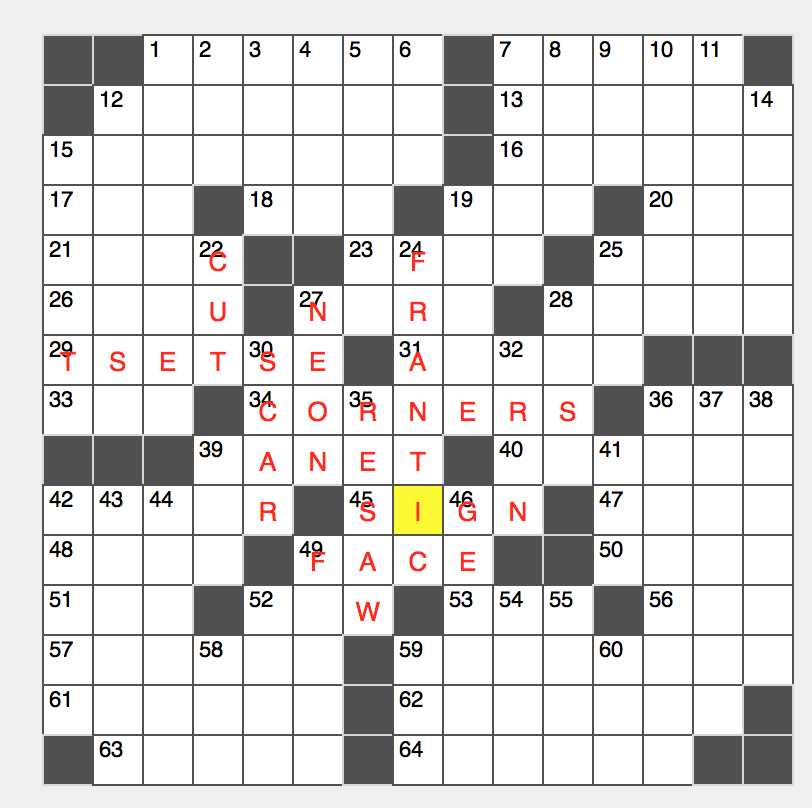 1 2 3 4 5 6 7 8 9 10 11
12 13 14
15 16
17 18 19 20
21 22 C 23 24 F 25
26 U 27 N R 28
29 T S E T 30 S E 31 A 32
33 34 C O 35 R N E R S 36 37 38
39 A N E T 40 41
42 43 44 R 45 S I 46 G N 47
48 49 F A C E 50
51 52 W 53 54 55 56
57 58 59 60
61 62
63 64